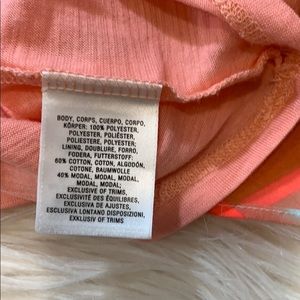 BODY, CORPS, CUERPO, CORPO,
KÖRPER: 100% POLYESTER,
POLYESTER, POLIÉSTER,
POLIESTERE, POLYESTER;
LINING, DOUBLURE, FORRO,
FODERA, FUTTERSTOFF:
60% COTTON, COTON, ALGODÓN,
COTONE, BAUMWOLLE
40% MODAL, MODAL, MODAL,
MODAL, MODAL;
EXCLUSIVE OF TRIMS.
EXCLUSIVITÉ DES ÉQUILIBRES,
EXCLUSIVA DE AJUSTES,
ESCLUSIVA LONTANO DISPOSIZIONI,
EXKLUSIV OF TRIMS